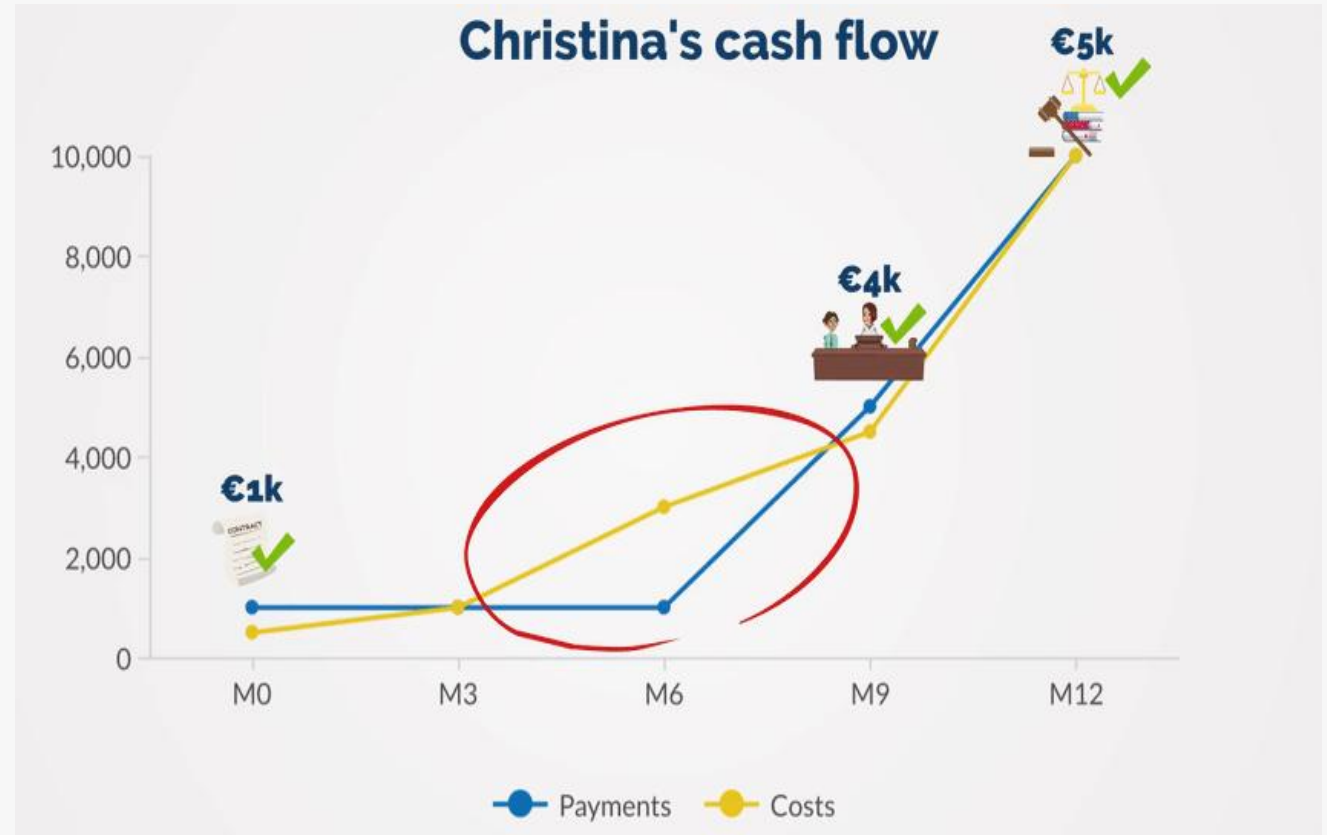 Christina's cash flow
€5k
10,000
8,000
€4k
6,000
4,000
€1k
CONTRACT
2,000
0
M0 M3 M6 M9 M12
Payments Costs